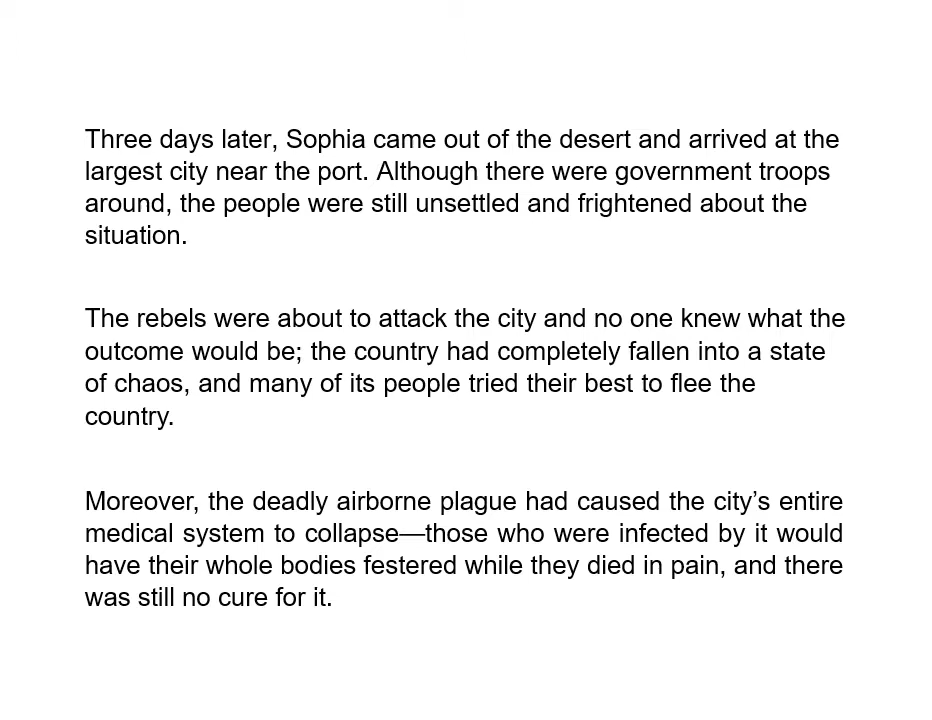 Three days later, Sophia came out of the desert and arrived at the
largest city near the port. Although there were government troops
around, the people were still unsettled and frightened about the
situation.
The rebels were about to attack the city and no one knew what the
outcome would be; the country had completely fallen into a state
of chaos, and many of its people tried their best to flee the
country.
Moreover, the deadly airborne plague had caused the city’s entire
medical system to collapse—those who were infected by it would
have their whole bodies festered while they died in pain, and there
was still no cure for it.